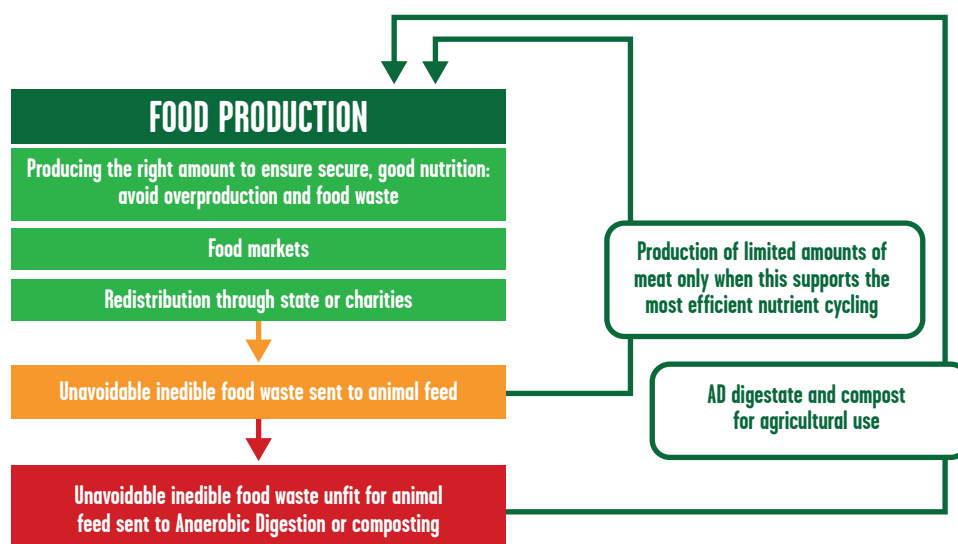 FOOD PRODUCTION
Producing the right amount to ensure secure, good nutrition:
avoid overproduction and food waste
Food markets
Redistribution through state or charities
Unavoidable inedible food waste sent to animal feed
Unavoidable inedible food waste unfit for animal
feed sent to Anaerobic Digestion or composting
Production of limited amounts of
meat only when this supports the
most efficient nutrient cycling
AD digestate and compost
for agricultural use